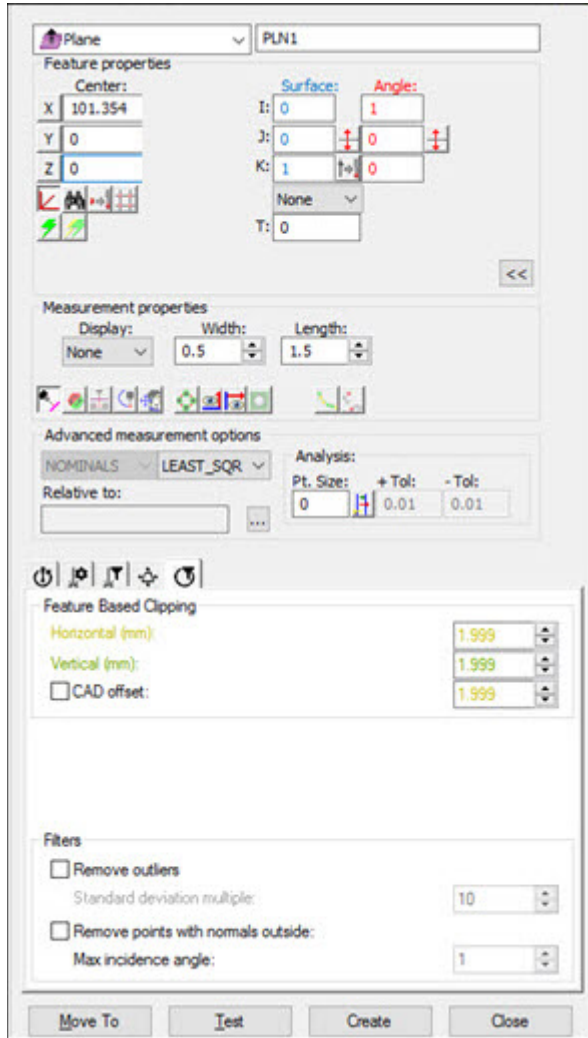 Plane PLN1
Feature properties
Center: Surface: Angle:
X 101.354 I: 0 1
Y 0 J: 0 0
Z 0 K: 1 0
None
T: 0
<<
Measurement properties
Display: Width: Length:
None 0.5 1.5
Advanced measurement options
NOMINALS LEAST_SQR
Analysis:
Pt. Size: + Tol: - Tol:
Relative to:
0 0.01 0.01
...
Feature Based Clipping
Horizontal (mm): 1.999
Vertical (mm): 1.999
CAD offset: 1.999
Filters
Remove outliers
Standard deviation multiple: 10
Remove points with normals outside:
Max incidence angle: 1
Move To Test Create Close